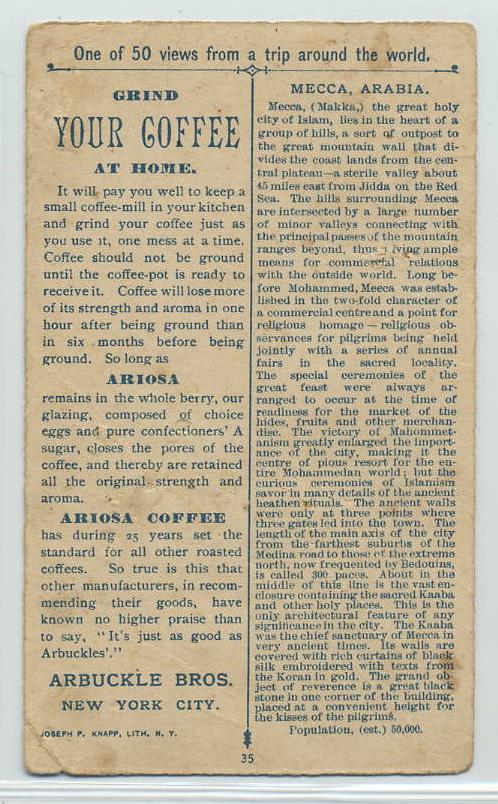 One of 50 views from a trip around the world.
GRIND
YOUR COFFEE
AT HOME.
It will pay you well to keep a
small coffee-mill in your kitchen
and grind your coffee just as
you use it, one mess at a time.
Coffee should not be ground
until the coffee-pot is ready to
receive it. Coffee will lose more
of its strength and aroma in one
hour after being ground than
in six months before being
ground. So long as
ARIOSA
remains in the whole berry, our
glazing, composed of choice
eggs and pure confectioners' A
sugar, closes the pores of the
coffee, and thereby are retained
all the original strength and
aroma.
ARIOSA COFFEE
has during 25 years set the
standard for all other roasted
coffees. So true is this that
other manufacturers, in recom-
mending their goods, have
known no higher praise than
to say, "It's just as good as
Arbuckles'."
ARBUCKLE BROS.
NEW YORK CITY.
JOSEPH P. KNAPP, LITH. N. Y.
MECCA, ARABIA.
Mecca, (Makka,) the great holy
city of Islam, lies in the heart of a
group of hills, a sort of outpost to
the great mountain wall that di-
vides the coast lands from the cen-
tral plateau—a sterile valley about
45 miles east from Jidda on the Red
Sea. The hills surrounding Mecca
are intersected by a large number
of minor valleys connecting with
the principal passes of the mountain
ranges beyond, thus giving ample
means for commercial relations
with the outside world. Long be-
fore Mohammed, Mecca was estab-
lished in the two-fold character of
a commercial centre and a point for
religious homage—religious ob-
servances for pilgrims being held
jointly with a series of annual
fairs in the sacred locality.
The special ceremonies of the
great feast were always ar-
ranged to occur at the time of
readiness for the market of the
hides, fruits and other merchan-
dise. The victory of Mahommet-
anism greatly enlarged the import-
ance of the city, making it the
centre of pious resort for the en-
tire Mohammedan world; but the
curious ceremonies of Islamism
savor in many details of the ancient
heathen rituals. The ancient walls
were only at three points where
three gates led into the town. The
length of the main axis of the city
from the farthest suburbs of the
Medina road to those of the extreme
north, now frequented by Bedouins,
is called 300 paces. About in the
middle of this line is the vast en-
closure containing the sacred Kaaba
and other holy places. This is the
only architectural feature of any
significance in the city. The Kaaba
was the chief sanctuary of Mecca in
very ancient times. Its walls are
covered with rich curtains of black
silk embroidered with texts from
the Koran in gold. The grand ob-
ject of reverence is a great black
stone in one corner of the building,
placed at a convenient height for
the kisses of the pilgrims.
Population, (est.) 50,000.
35